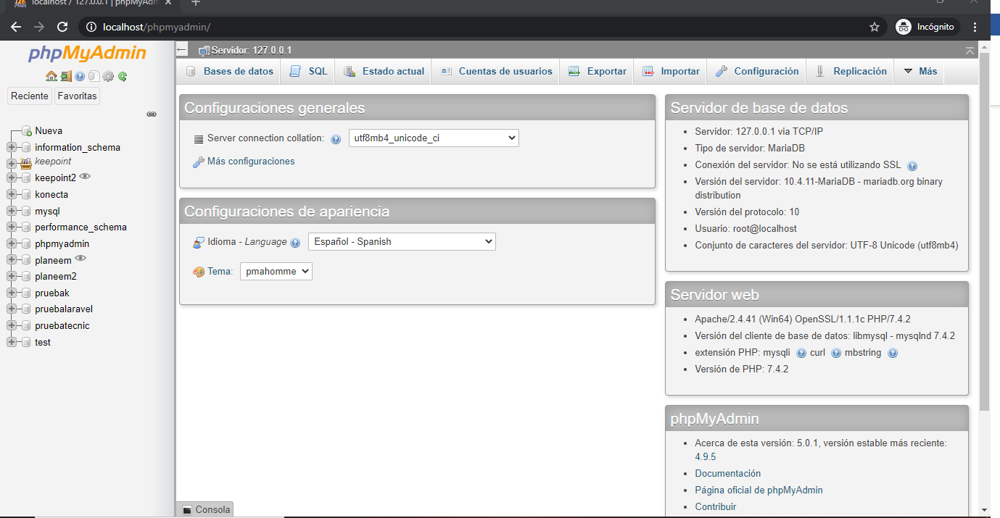 localhost / 127.0.0.1 | phpMyAdm
localhost/phpmyadmin/
Incógnito
phpMyAdmin
Reciente
Favoritas
Nueva
information_schema
keepoint
keepoint2
konecta
mysql
performance_schema
phpmyadmin
planeem
planeem2
pruebak
pruebalaravel
pruebatecnic
test
Servidor: 127.0.0.1
Bases de datos
SQL
Estado actual
Cuentas de usuarios
Exportar
Importar
Configuración
Replicación
Más
Configuraciones generales
Server connection collation:
utf8mb4_unicode_ci
Más configuraciones
Configuraciones de apariencia
Idioma - Language
Español - Spanish
Tema:
pmahomme
Servidor de base de datos
Servidor: 127.0.0.1 via TCP/IP
Tipo de servidor: MariaDB
Conexión del servidor: No se está utilizando SSL
Versión del servidor: 10.4.11-MariaDB - mariadb.org binary
distribution
Versión del protocolo: 10
Usuario: root@localhost
Conjunto de caracteres del servidor: UTF-8 Unicode (utf8mb4)
Servidor web
Apache/2.4.41 (Win64) OpenSSL/1.1.1c PHP/7.4.2
Versión del cliente de base de datos: libmysql - mysqlnd 7.4.2
extensión PHP: mysqli curl mbstring
Versión de PHP: 7.4.2
phpMyAdmin
Acerca de esta versión: 5.0.1, versión estable más reciente:
4.9.5
Documentación
Página oficial de phpMyAdmin
Contribuir
Consola